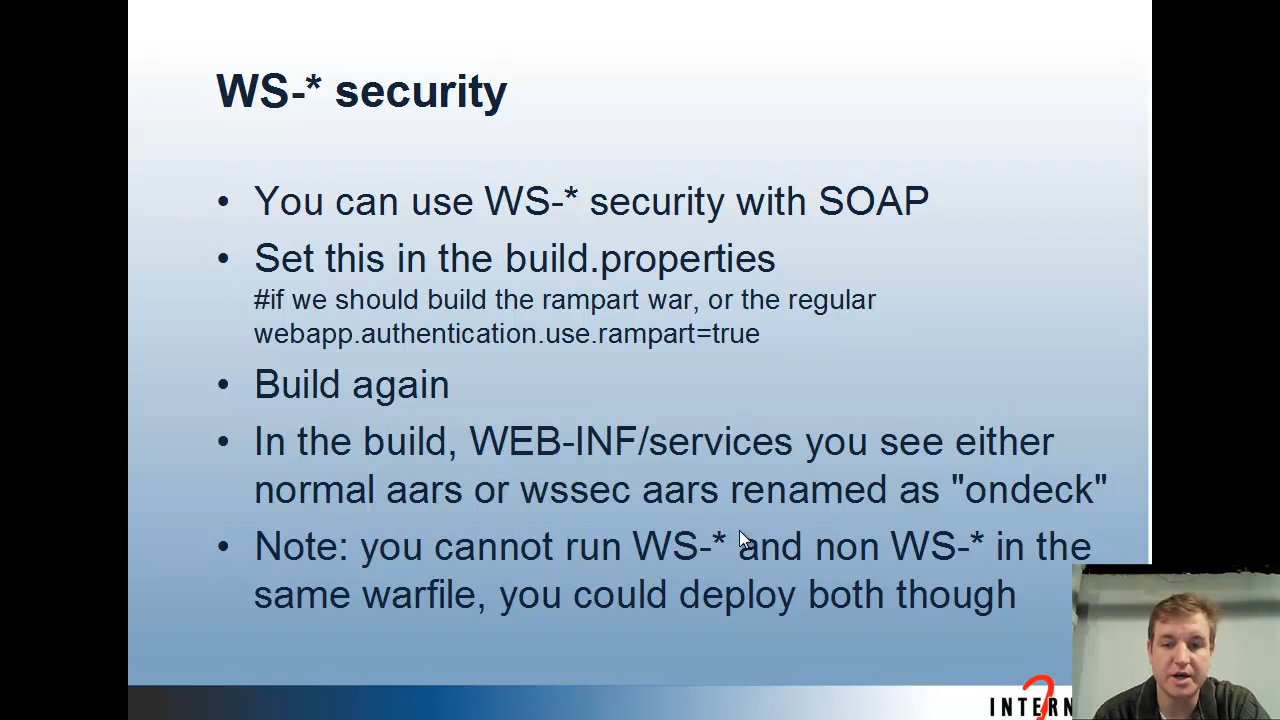 WS-* security
• You can use WS-* security with SOAP
• Set this in the build.properties
#if we should build the rampart war, or the regular
webapp.authentication.use.rampart=true
• Build again
• In the build, WEB-INF/services you see either
normal aars or wssec aars renamed as "ondeck"
• Note: you cannot run WS-* and non WS-* in the
same warfile, you could deploy both though
INTERN